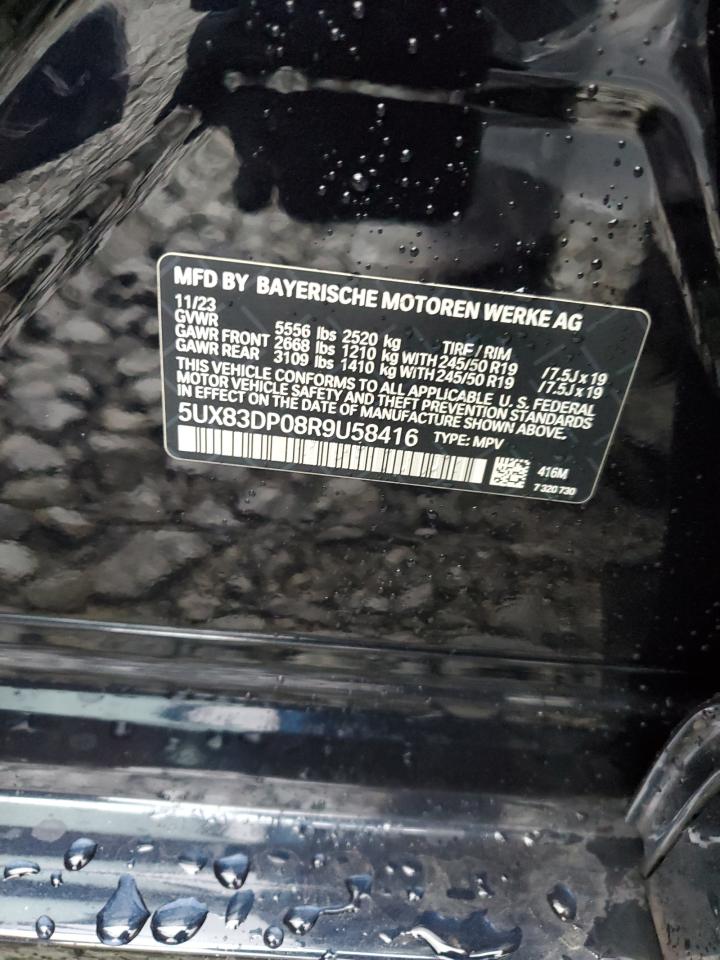 MFD BY BAYERISCHE MOTOREN WERKE AG
11/23
GVWR 5556 lbs 2520 kg TIRE / RIM
GAWR FRONT 2668 lbs 1210 kg WITH 245/50 R19 /7.5J x 19
GAWR REAR 3109 lbs 1410 kg WITH 245/50 R19 /7.5J x 19
THIS VEHICLE CONFORMS TO ALL APPLICABLE U. S. FEDERAL
MOTOR VEHICLE SAFETY AND THEFT PREVENTION STANDARDS
IN EFFECT ON THE DATE OF MANUFACTURE SHOWN ABOVE.
5UX83DP08R9U58416 TYPE: MPV
416M
7 320 730